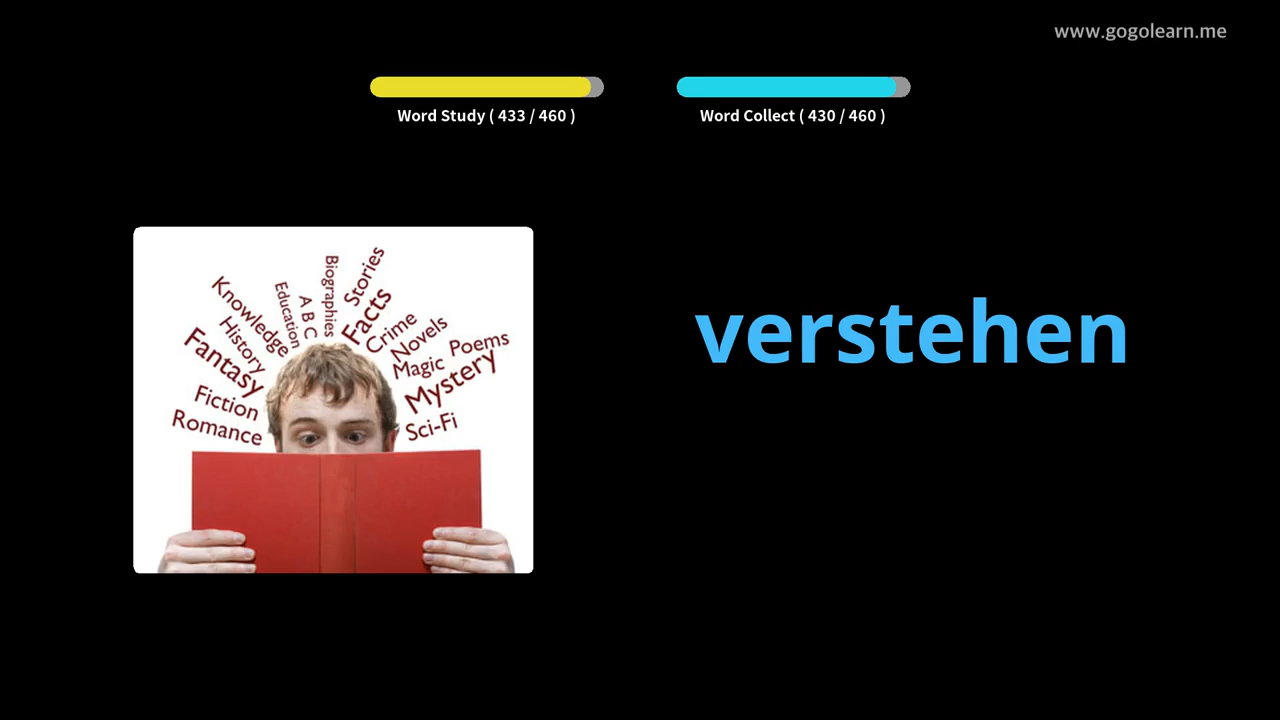 www.gogolearn.me
Word Study ( 433 / 460 )
Word Collect ( 430 / 460 )
Biographies
Stories
Education
A B C
Facts
Knowledge
Crime
History
Novels
Poems
Fantasy
Magic
Mystery
Fiction
Romance
Sci-Fi
verstehen